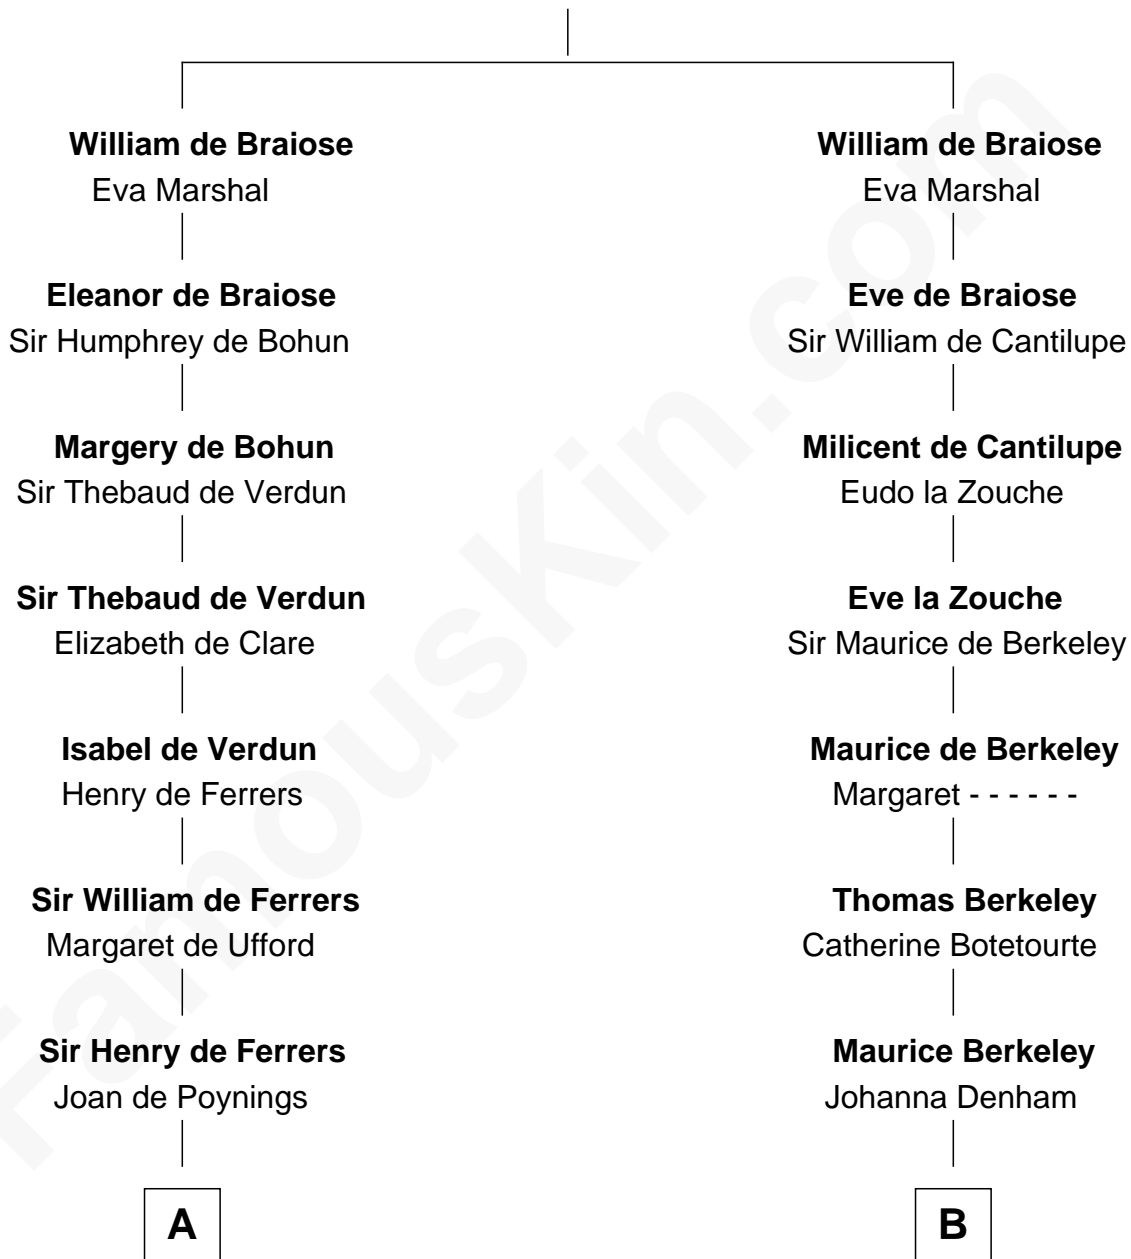 William de Braiose
Eva Marshal
Eleanor de Braiose
Sir Humphrey de Bohun
Margery de Bohun
Sir Thebaud de Verdun
Sir Thebaud de Verdun
Elizabeth de Clare
Isabel de Verdun
Henry de Ferrers
Sir William de Ferrers
Margaret de Ufford
Sir Henry de Ferrers
Joan de Poynings
A
William de Braiose
Eva Marshal
Eve de Braiose
Sir William de Cantilupe
Milicent de Cantilupe
Eudo la Zouche
Eve la Zouche
Sir Maurice de Berkeley
Maurice de Berkeley
Margaret - - - - - -
Thomas Berkeley
Catherine Botetourte
Maurice Berkeley
Johanna Denham
B
FamousKin.com